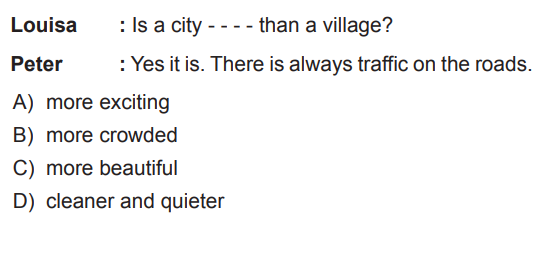 Louisa : Is a city - - - - than a village?
Peter : Yes it is. There is always traffic on the roads.
A) more exciting
B) more crowded
C) more beautiful
D) cleaner and quieter